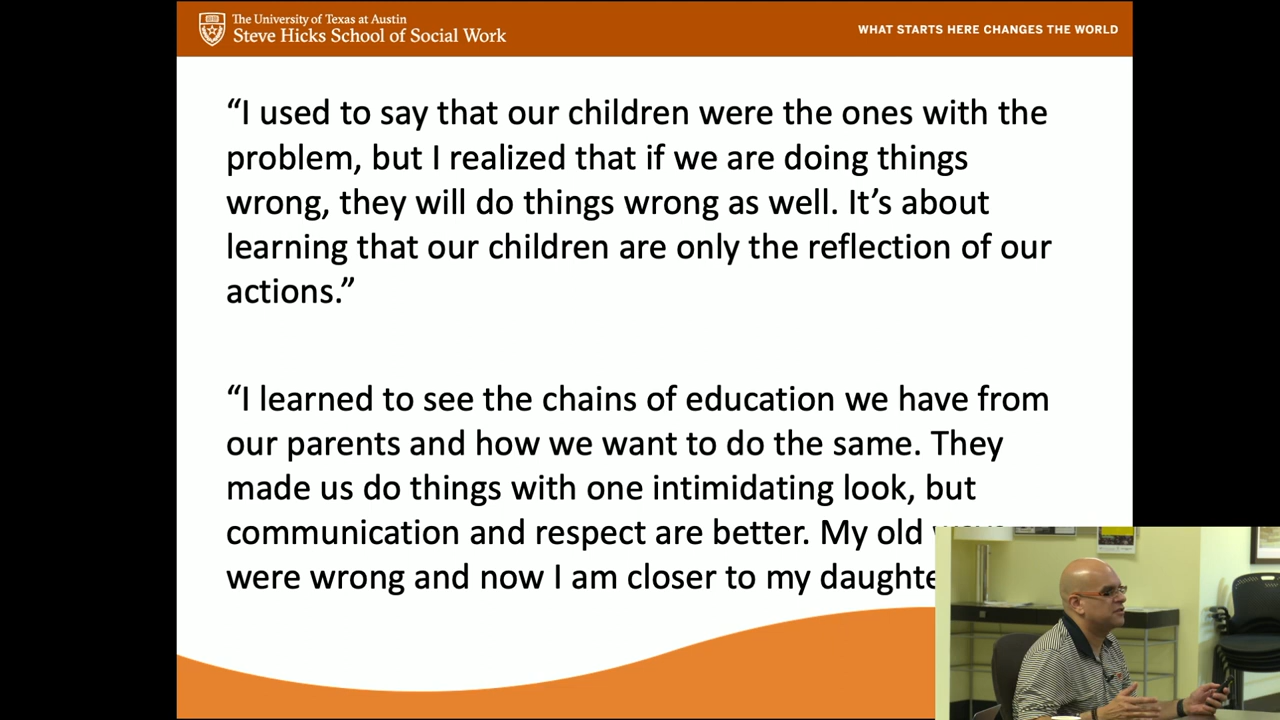 The University of Texas at Austin
Steve Hicks School of Social Work
WHAT STARTS HERE CHANGES THE WORLD
“I used to say that our children were the ones with the
problem, but I realized that if we are doing things
wrong, they will do things wrong as well. It’s about
learning that our children are only the reflection of our
actions.”
“I learned to see the chains of education we have from
our parents and how we want to do the same. They
made us do things with one intimidating look, but
communication and respect are better. My old
were wrong and now I am closer to my